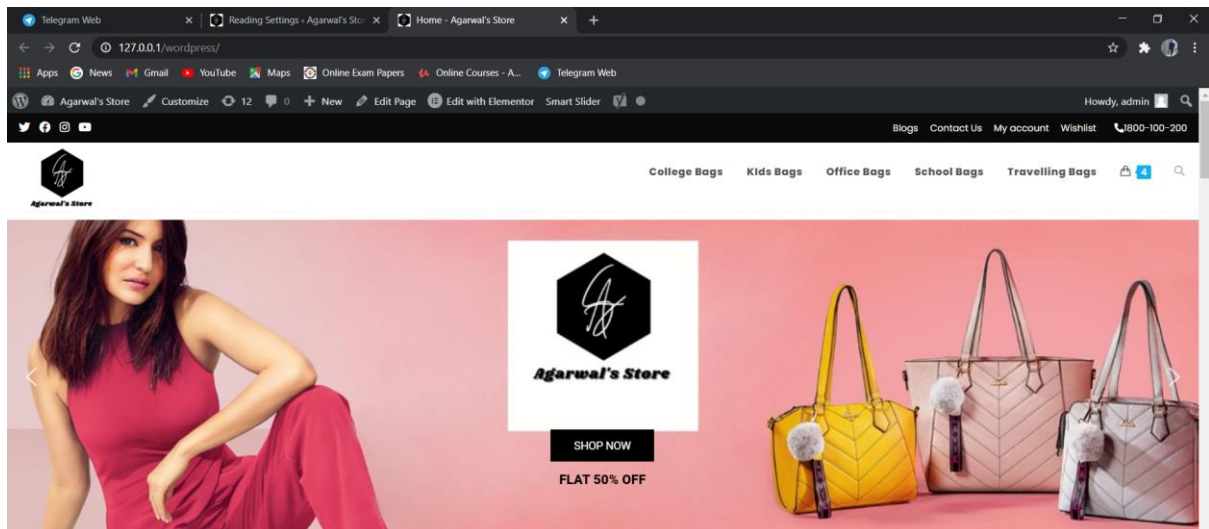 Telegram Web
Reading Settings ‹ Agarwal's Sto
Home - Agarwal's Store
127.0.0.1/wordpress/
Apps News Gmail YouTube Maps Online Exam Papers Online Courses - A... Telegram Web
Agarwal's Store Customize 12 0 New Edit Page Edit with Elementor Smart Slider Howdy, admin
Blogs Contact Us My account Wishlist 1800-100-200
Agarwal's Store
College Bags KIds Bags Office Bags School Bags Travelling Bags 4
Agarwal's Store
SHOP NOW
FLAT 50% OFF